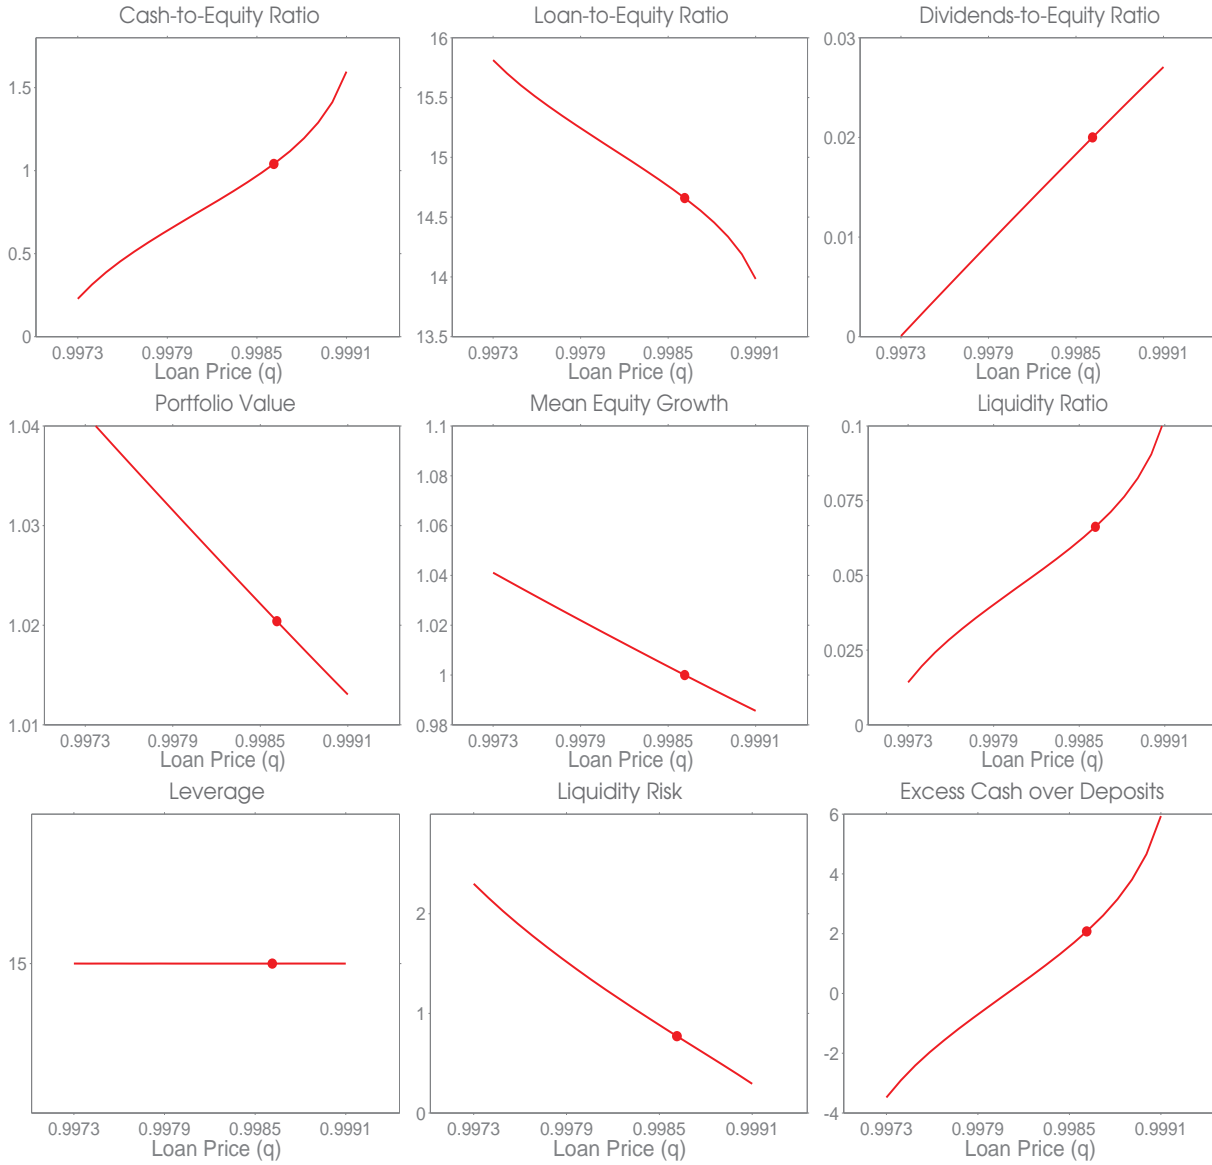 Cash-to-Equity Ratio
1.5
1
0.5
0
0.9973 0.9979 0.9985 0.9991
Loan Price (q)
Loan-to-Equity Ratio
16
15.5
15
14.5
14
13.5
0.9973 0.9979 0.9985 0.9991
Loan Price (q)
Dividends-to-Equity Ratio
0.03
0.02
0.01
0
0.9973 0.9979 0.9985 0.9991
Loan Price (q)
Portfolio Value
1.04
1.03
1.02
1.01
0.9973 0.9979 0.9985 0.9991
Loan Price (q)
Mean Equity Growth
1.1
1.08
1.06
1.04
1.02
1
0.98
0.9973 0.9979 0.9985 0.9991
Loan Price (q)
Liquidity Ratio
0.1
0.075
0.05
0.025
0
0.9973 0.9979 0.9985 0.9991
Loan Price (q)
Leverage
15
0.9973 0.9979 0.9985 0.9991
Loan Price (q)
Liquidity Risk
2
1
0
0.9973 0.9979 0.9985 0.9991
Loan Price (q)
Excess Cash over Deposits
6
4
2
0
-2
-4
0.9973 0.9979 0.9985 0.9991
Loan Price (q)